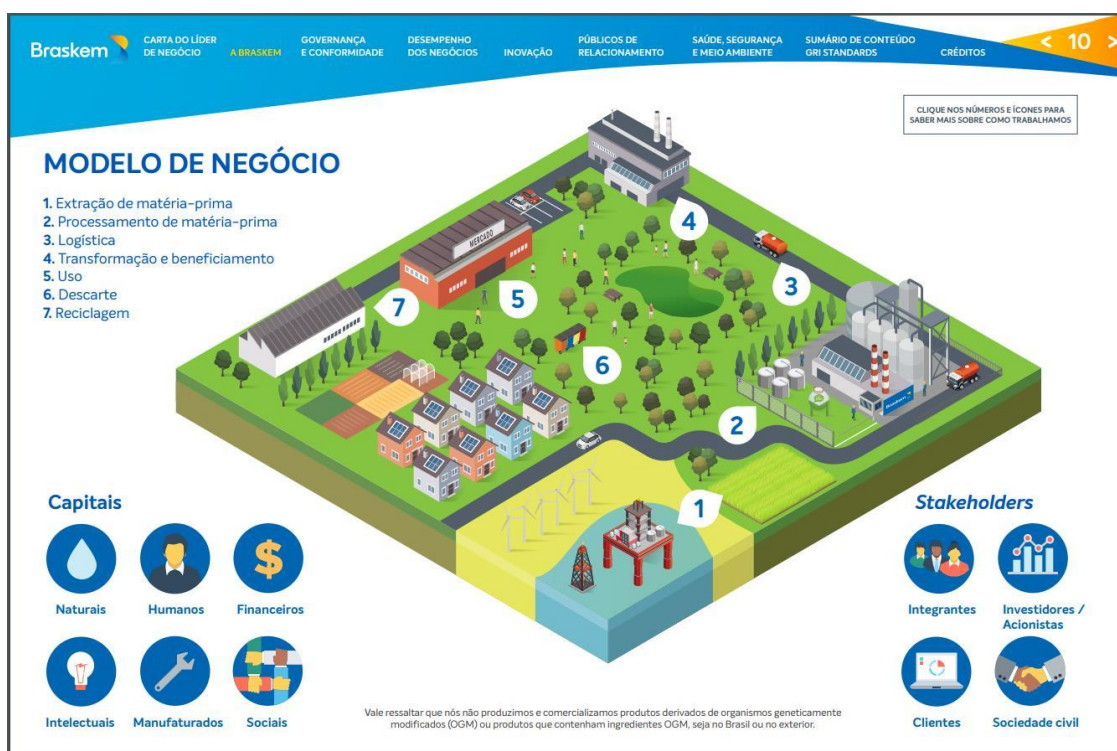 Braskem
CARTA DO LÍDER
DE NEGÓCIO
A BRASKEM
GOVERNANÇA
E CONFORMIDADE
DESEMPENHO
DOS NEGÓCIOS
INOVAÇÃO
PÚBLICOS DE
RELACIONAMENTO
SAÚDE, SEGURANÇA
E MEIO AMBIENTE
SUMÁRIO DE CONTEÚDO
GRI STANDARDS
CRÉDITOS
< 10 >
CLIQUE NOS NÚMEROS E ÍCONES PARA
SABER MAIS SOBRE COMO TRABALHAMOS
MODELO DE NEGÓCIO
1. Extração de matéria-prima
2. Processamento de matéria-prima
3. Logística
4. Transformação e beneficiamento
5. Uso
6. Descarte
7. Reciclagem
MERCADO
4
3
5
7
6
2
1
Braskem
Capitais
Naturais
Humanos
Financeiros
$
Intelectuais
Manufaturados
Sociais
Stakeholders
Integrantes
Investidores /
Acionistas
Clientes
Sociedade civil
Vale ressaltar que nós não produzimos e comercializamos produtos derivados de organismos geneticamente
modificados (OGM) ou produtos que contenham ingredientes OGM, seja no Brasil ou no exterior.